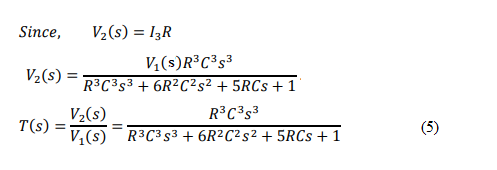 Since, V₂(s) = I₃R
V₂(s) = V₁(s)R³C³s³ / R³C³s³ + 6R²C²s² + 5RCs + 1
T(s) = V₂(s) / V₁(s) = R³C³s³ / R³C³s³ + 6R²C²s² + 5RCs + 1 (5)